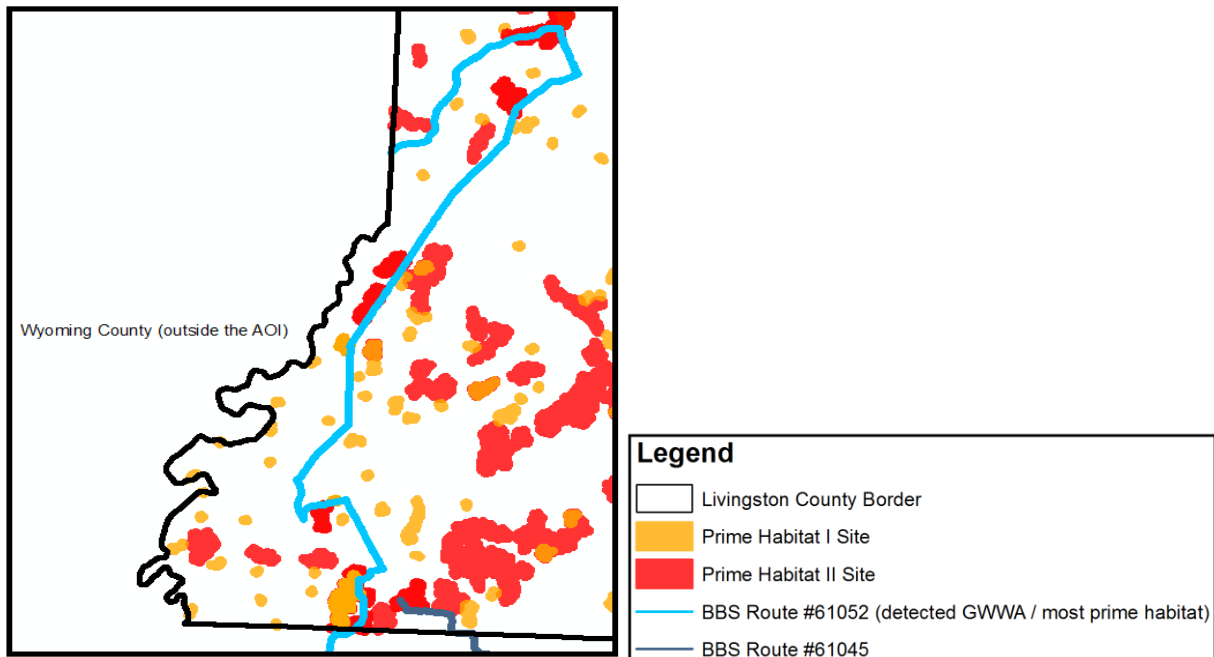 Wyoming County (outside the AOI)
Legend
Livingston County Border
Prime Habitat I Site
Prime Habitat II Site
BBS Route #61052 (detected GWWA / most prime habitat)
BBS Route #61045